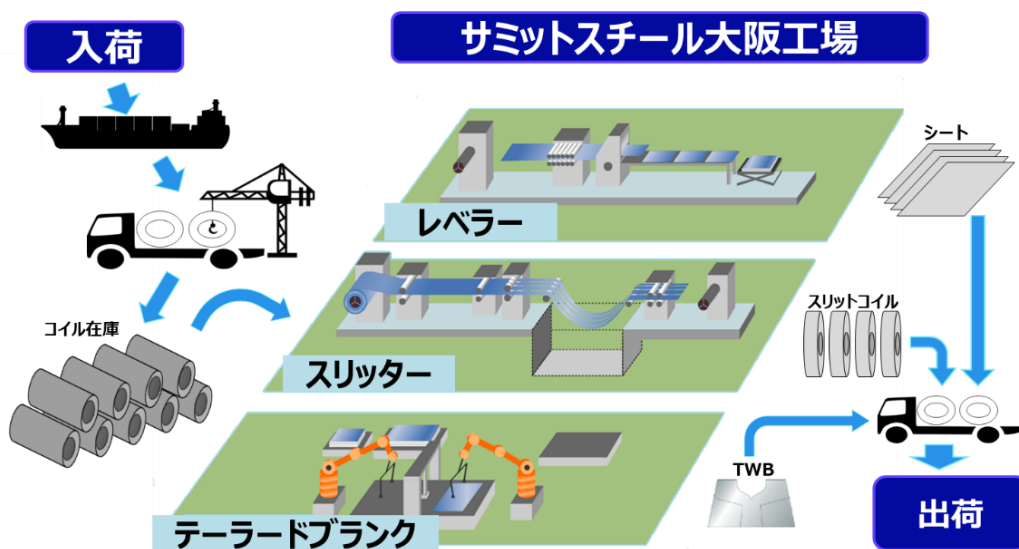 入荷
サミットスチール大阪工場
シート
レベラー
コイル在庫
スリットコイル
スリッター
TWB
テーラードブランク
出荷